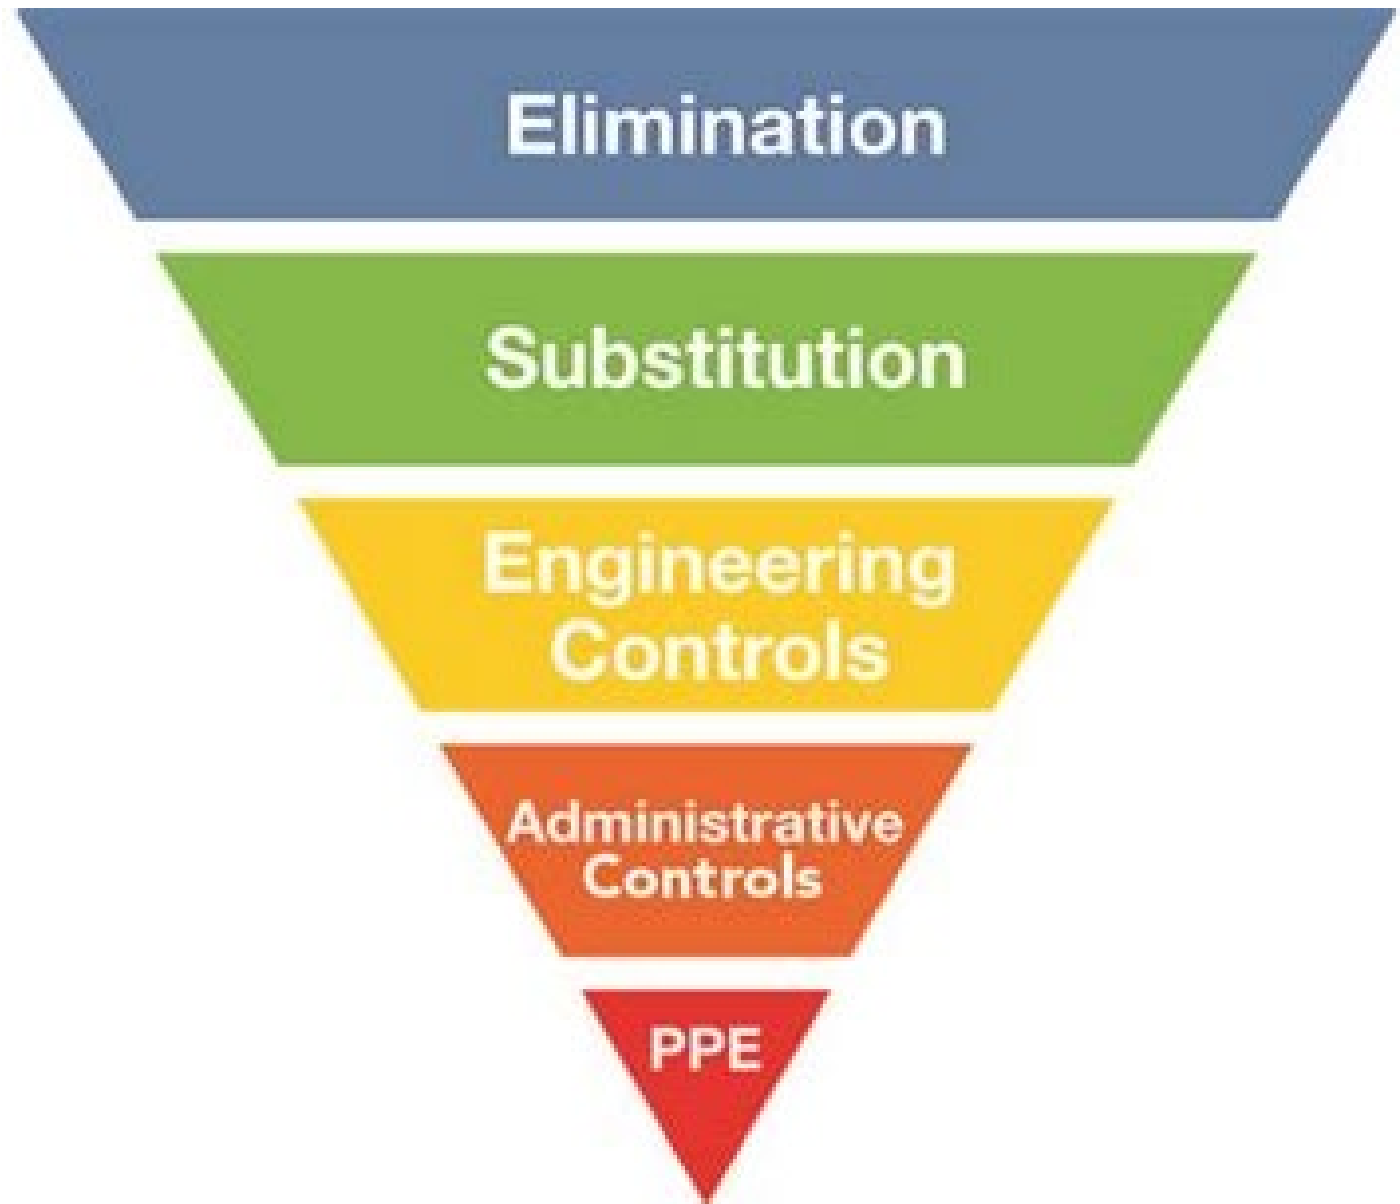 Elimination
Substitution
Engineering
Controls
Administrative
Controls
PPE